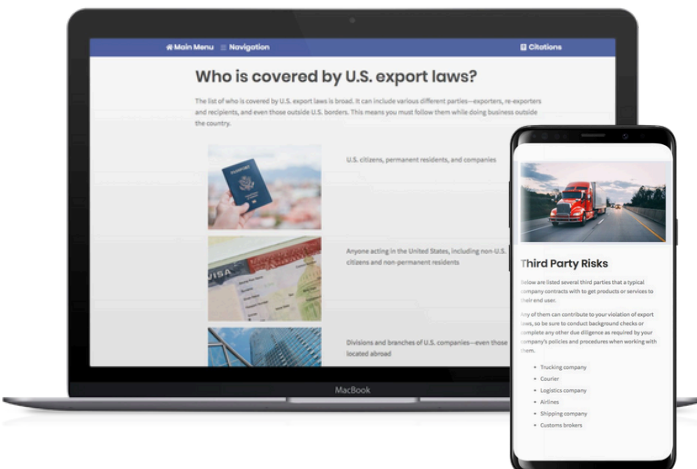 Main Menu Navigation Citations
Who is covered by U.S. export laws?
The list of who is covered by U.S. export laws is broad. It can include various different parties—exporters, re-exporters
and recipients, and even those outside U.S. borders. This means you must follow them while doing business outside
the country.
PASSPORT
U.S. citizens, permanent residents, and companies
VISA
Anyone acting in the United States, including non-U.S.
citizens and non-permanent residents
Divisions and branches of U.S. companies—even those
located abroad
MacBook
Third Party Risks
Below are listed several third parties that a typical
company contracts with to get products or services to
their end user.
Any of them can contribute to your violation of export
laws, so be sure to conduct background checks or
complete any other due diligence as required by your
company's policies and procedures when working with
them.
• Trucking company
• Courier
• Logistics company
• Airlines
• Shipping company
• Customs brokers